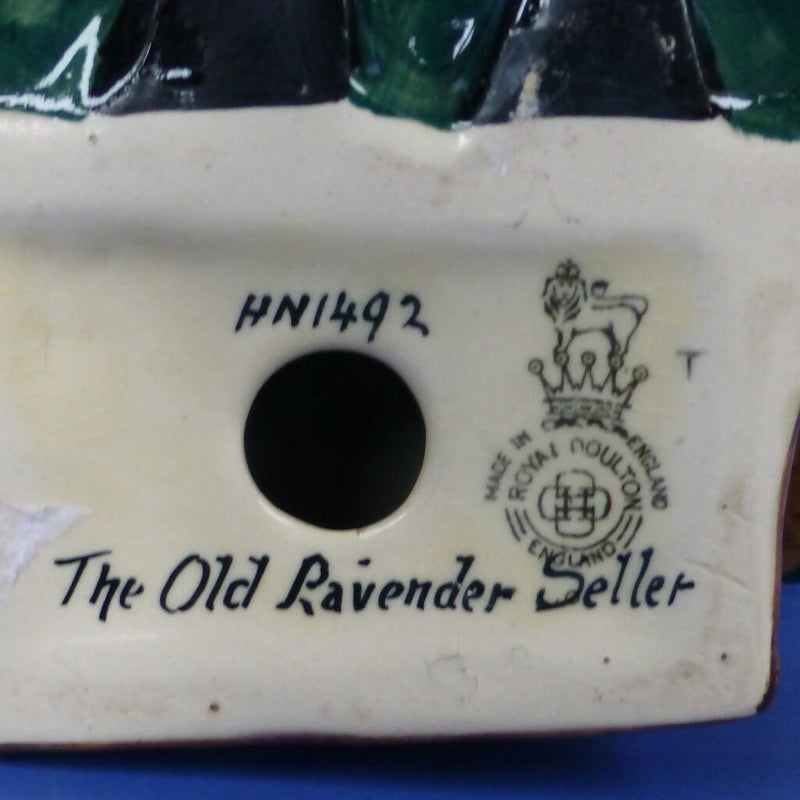 HN1492
T
MADE IN ENGLAND
ROYAL DOULTON
ENGLAND
The Old Lavender Seller